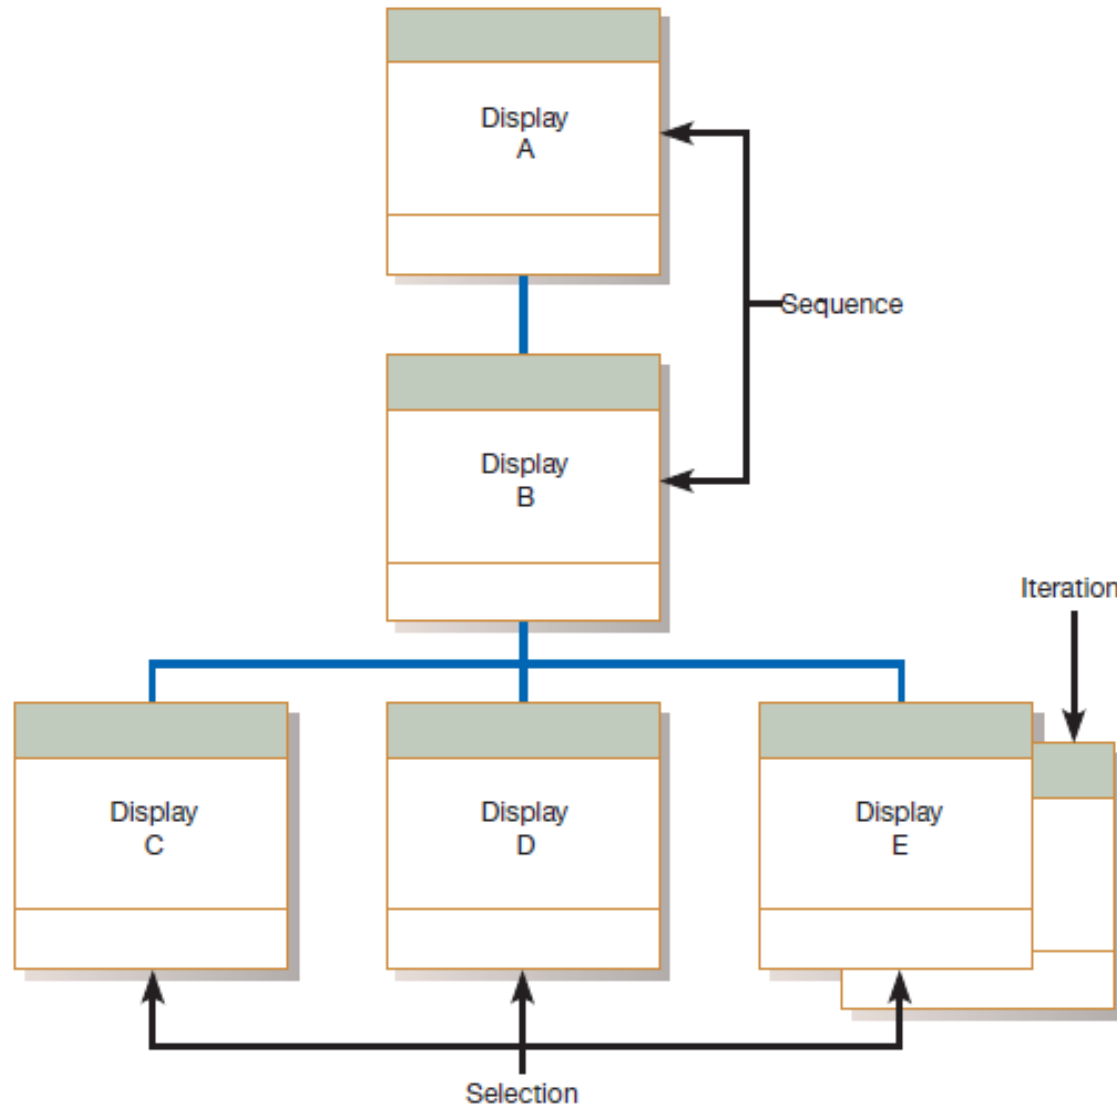 Display
A
Sequence
Display
B
Iteration
Display
C
Display
D
Display
E
Selection